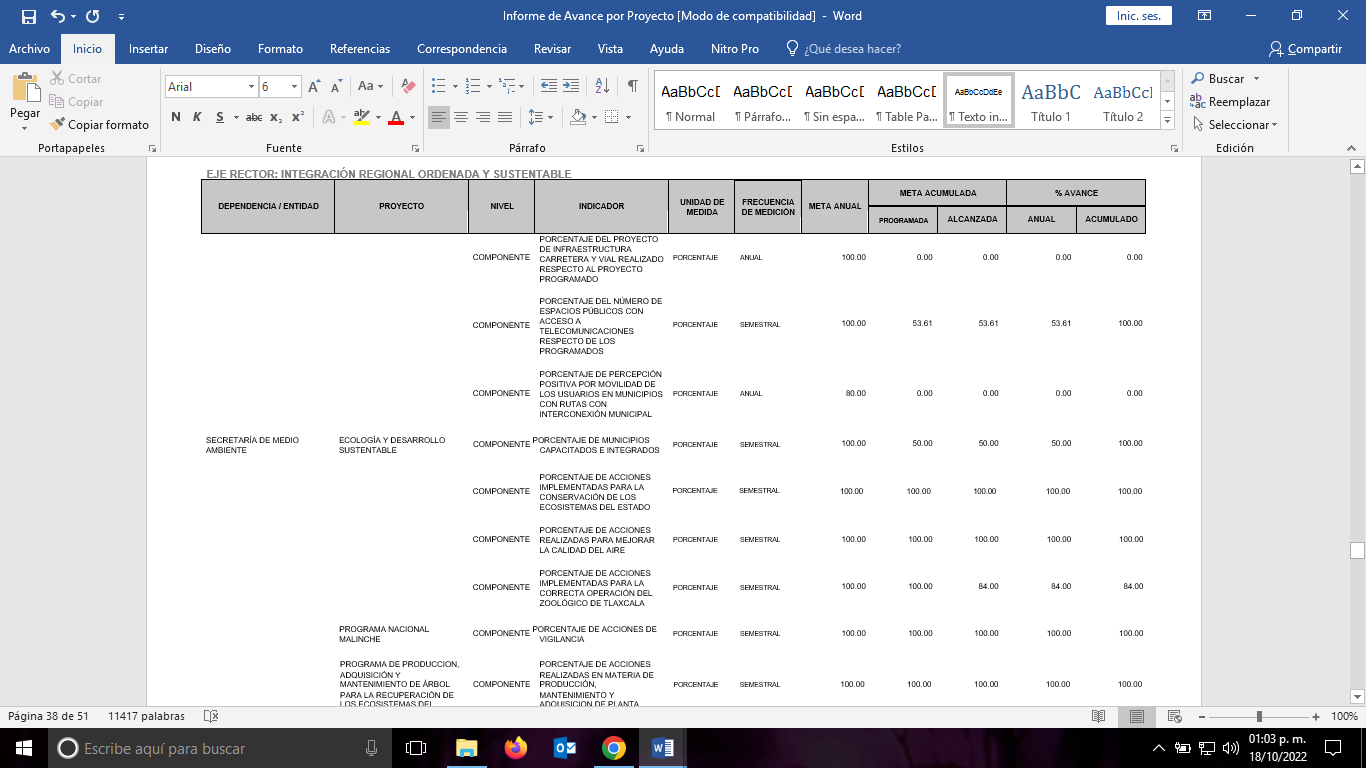 Informe de Avance por Proyecto [Modo de compatibilidad] - Word
Inic. ses.
Archivo Inicio Insertar Diseño Formato Referencias Correspondencia Revisar Vista Ayuda Nitro Pro ¿Qué desea hacer? Compartir
Pegar
Cortar
Copiar
Copiar formato
Portapapeles
Arial 6
Aa
N K S abc x₂ x²
Fuente
Párrafo
AaBbCcD AaBbCcD AaBbCcD AaBbCcD AaBbCcDdEe AaBbC AaBbCcI
¶ Normal ¶ Párrafo... ¶ Sin espa... ¶ Table Pa... ¶ Texto in... Título 1 Título 2
Estilos
Buscar
Reemplazar
Seleccionar
Edición
EJE RECTOR: INTEGRACIÓN REGIONAL ORDENADA Y SUSTENTABLE
DEPENDENCIA / ENTIDAD
PROYECTO
NIVEL
INDICADOR
UNIDAD DE
MEDIDA
FRECUENCIA
DE MEDICIÓN
META ANUAL
META ACUMULADA
PROGRAMADA ALCANZADA
% AVANCE
ANUAL ACUMULADO
COMPONENTE
PORCENTAJE DEL PROYECTO
DE INFRAESTRUCTURA
CARRETERA Y VIAL REALIZADO
RESPECTO AL PROYECTO
PROGRAMADO
PORCENTAJE ANUAL 100.00 0.00 0.00 0.00 0.00
COMPONENTE
PORCENTAJE DEL NÚMERO DE
ESPACIOS PÚBLICOS CON
ACCESO A
TELECOMUNICACIONES
RESPECTO DE LOS
PROGRAMADOS
PORCENTAJE SEMESTRAL 100.00 53.61 53.61 53.61 100.00
COMPONENTE
PORCENTAJE DE PERCEPCIÓN
POSITIVA POR MOVILIDAD DE
LOS USUARIOS EN MUNICIPIOS
CON RUTAS CON
INTERCONEXIÓN MUNICIPAL
PORCENTAJE ANUAL 80.00 0.00 0.00 0.00 0.00
SECRETARÍA DE MEDIO
AMBIENTE
ECOLOGÍA Y DESARROLLO
SUSTENTABLE
COMPONENTE
PORCENTAJE DE MUNICIPIOS
CAPACITADOS E INTEGRADOS
PORCENTAJE SEMESTRAL 100.00 50.00 50.00 50.00 100.00
COMPONENTE
PORCENTAJE DE ACCIONES
IMPLEMENTADAS PARA LA
CONSERVACIÓN DE LOS
ECOSISTEMAS DEL ESTADO
PORCENTAJE SEMESTRAL 100.00 100.00 100.00 100.00 100.00
COMPONENTE
PORCENTAJE DE ACCIONES
REALIZADAS PARA MEJORAR
LA CALIDAD DEL AIRE
PORCENTAJE SEMESTRAL 100.00 100.00 100.00 100.00 100.00
COMPONENTE
PORCENTAJE DE ACCIONES
IMPLEMENTADAS PARA LA
CORRECTA OPERACIÓN DEL
ZOOLÓGICO DE TLAXCALA
PORCENTAJE SEMESTRAL 100.00 100.00 84.00 84.00 84.00
PROGRAMA NACIONAL
MALINCHE
COMPONENTE
PORCENTAJE DE ACCIONES DE
VIGILANCIA
PORCENTAJE SEMESTRAL 100.00 100.00 100.00 100.00 100.00
PROGRAMA DE PRODUCCION,
ADQUISICIÓN Y
MANTENIMIENTO DE ÁRBOL
PARA LA RECUPERACIÓN DE
LOS ECOSISTEMAS DEL
COMPONENTE
PORCENTAJE DE ACCIONES
REALIZADAS EN MATERIA DE
PRODUCCIÓN,
MANTENIMIENTO Y
ADQUISICION DE PLANTA
PORCENTAJE SEMESTRAL 100.00 100.00 100.00 100.00 100.00
Página 38 de 51 11417 palabras
100%
Escribe aquí para buscar
01:03 p. m.
18/10/2022